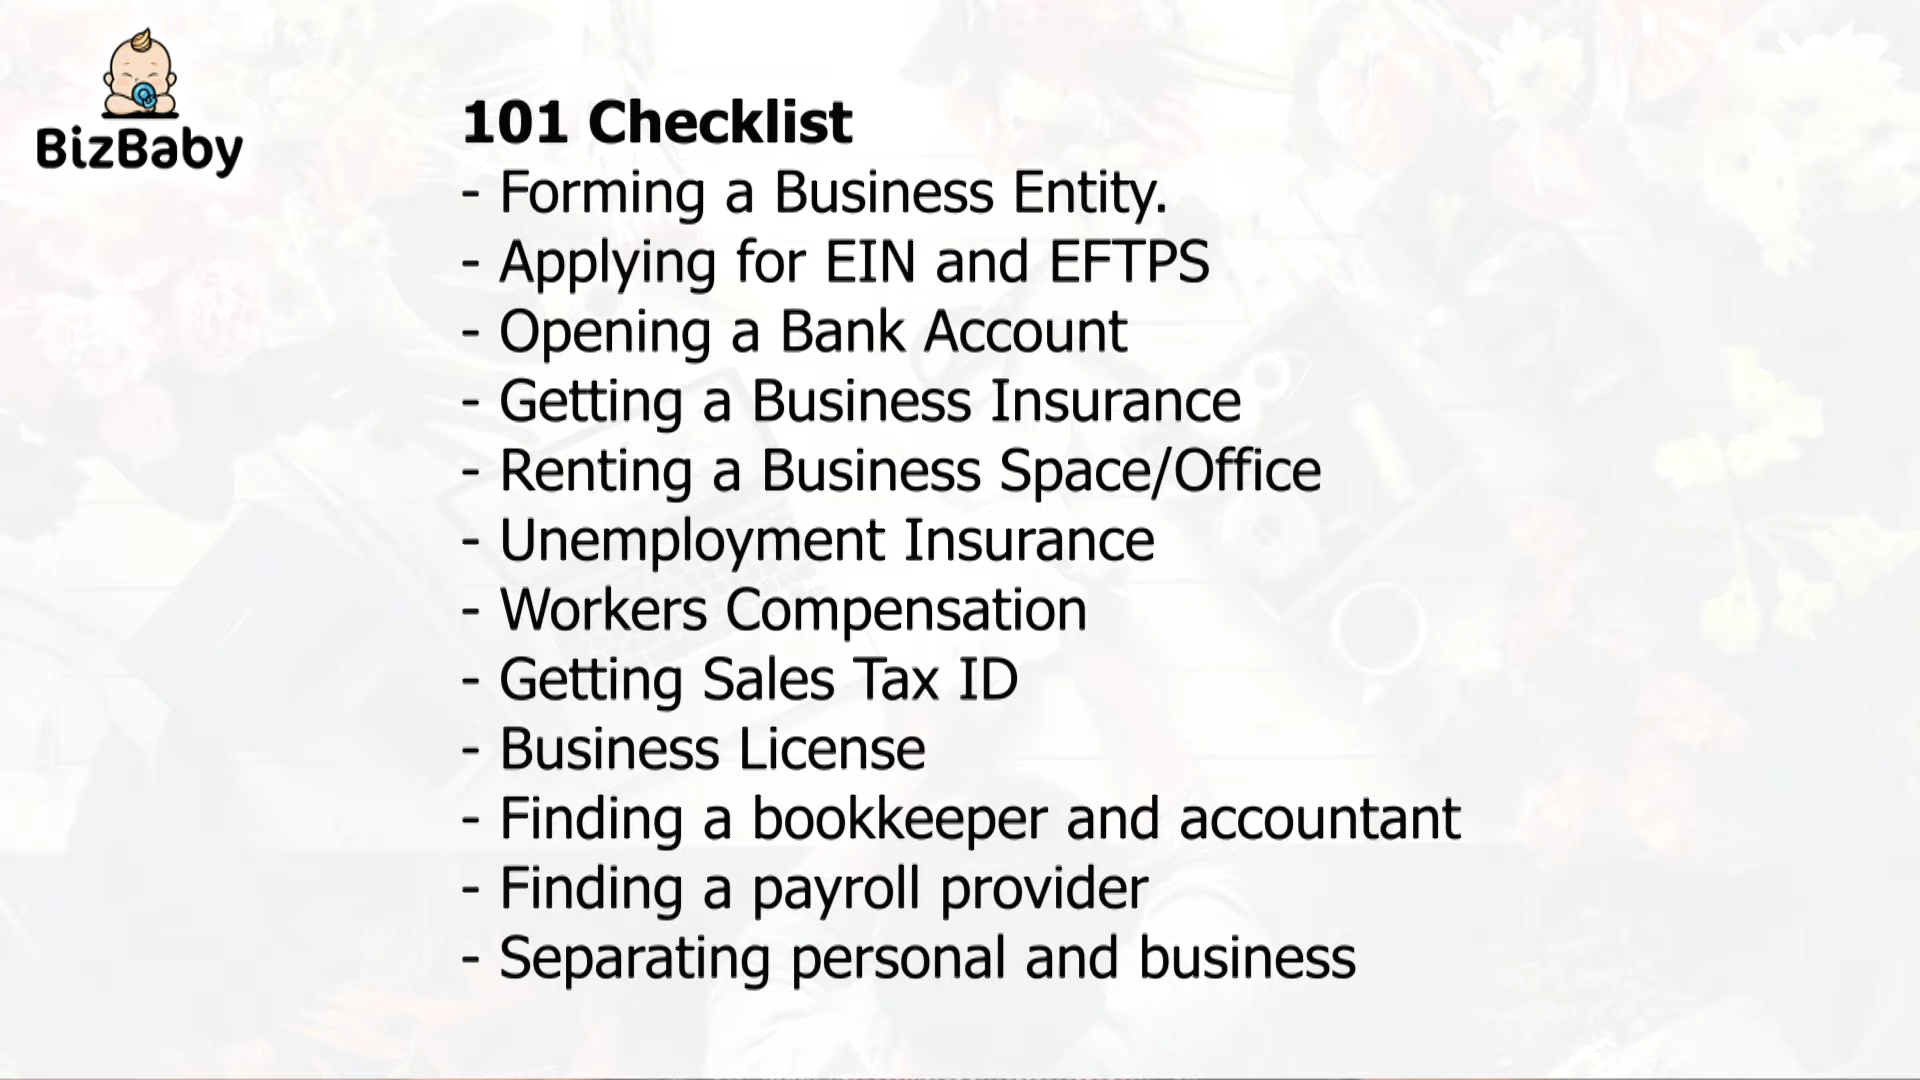 BizBaby
101 Checklist
- Forming a Business Entity.
- Applying for EIN and EFTPS
- Opening a Bank Account
- Getting a Business Insurance
- Renting a Business Space/Office
- Unemployment Insurance
- Workers Compensation
- Getting Sales Tax ID
- Business License
- Finding a bookkeeper and accountant
- Finding a payroll provider
- Separating personal and business